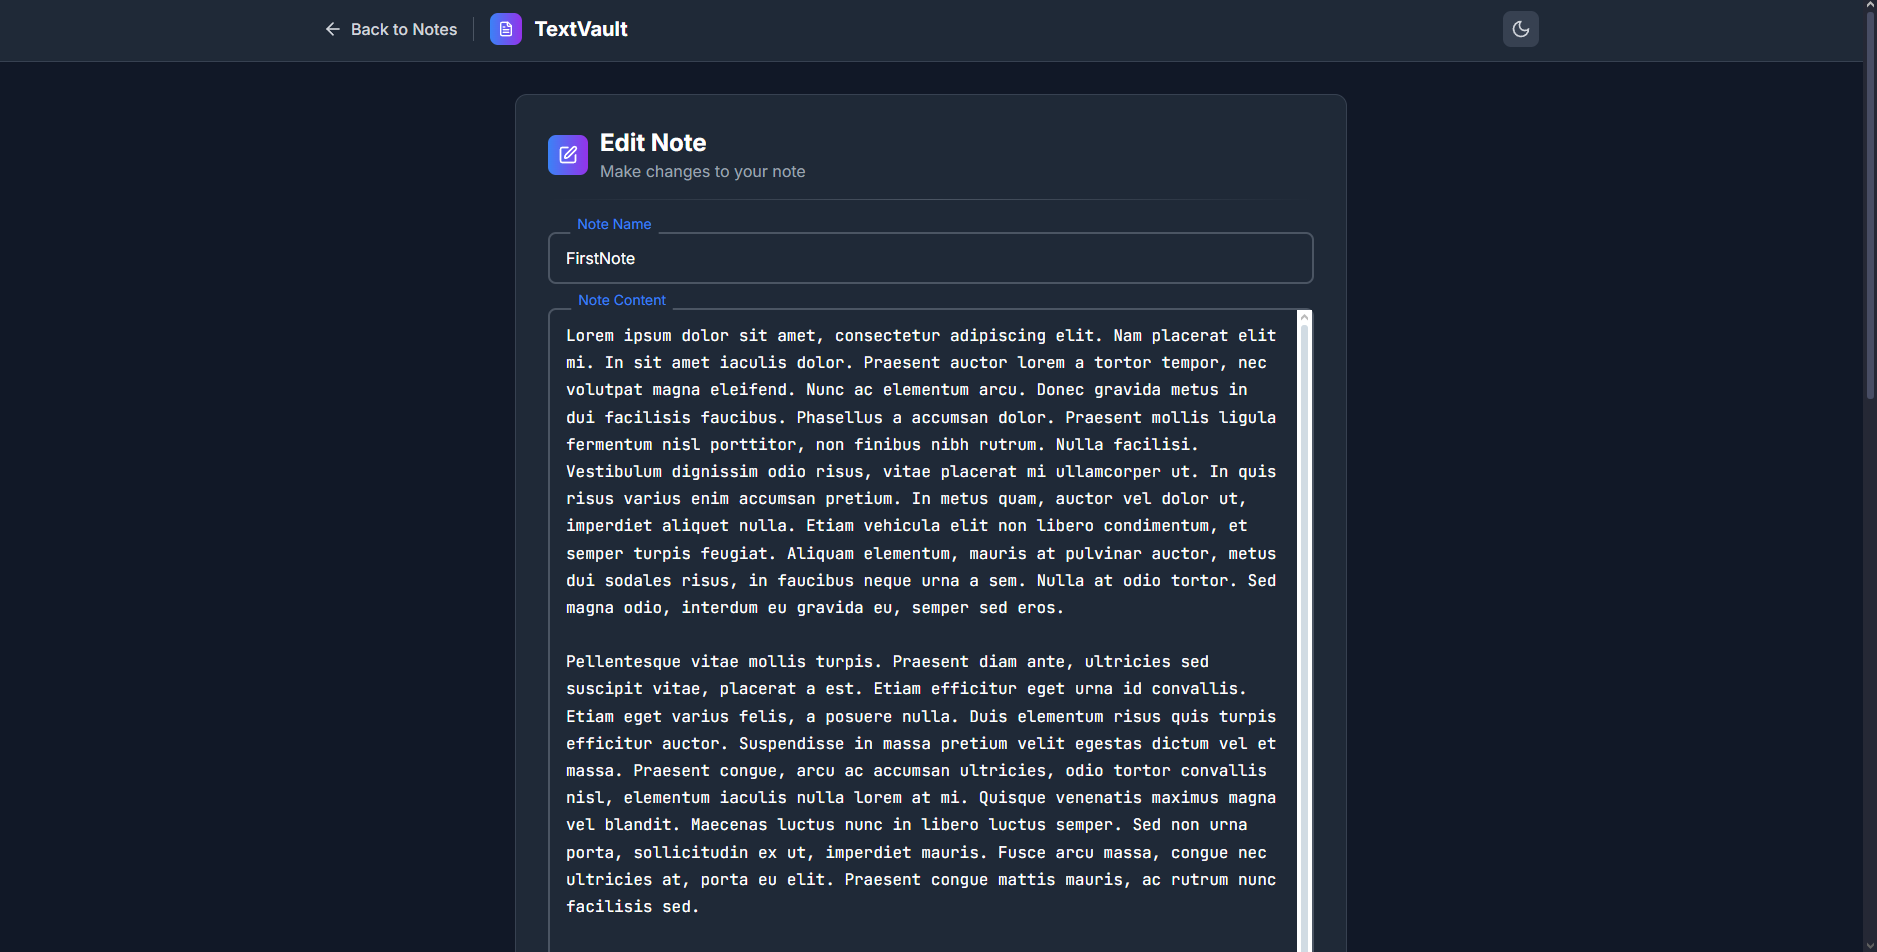 Back to Notes
TextVault
Edit Note
Make changes to your note
Note Name
FirstNote
Note Content
Lorem ipsum dolor sit amet, consectetur adipiscing elit. Nam placerat elit
mi. In sit amet iaculis dolor. Praesent auctor lorem a tortor tempor, nec
volutpat magna eleifend. Nunc ac elementum arcu. Donec gravida metus in
dui facilisis faucibus. Phasellus a accumsan dolor. Praesent mollis ligula
fermentum nisl porttitor, non finibus nibh rutrum. Nulla facilisi.
Vestibulum dignissim odio risus, vitae placerat mi ullamcorper ut. In quis
risus varius enim accumsan pretium. In metus quam, auctor vel dolor ut,
imperdiet aliquet nulla. Etiam vehicula elit non libero condimentum, et
semper turpis feugiat. Aliquam elementum, mauris at pulvinar auctor, metus
dui sodales risus, in faucibus neque urna a sem. Nulla at odio tortor. Sed
magna odio, interdum eu gravida eu, semper sed eros.
Pellentesque vitae mollis turpis. Praesent diam ante, ultricies sed
suscipit vitae, placerat a est. Etiam efficitur eget urna id convallis.
Etiam eget varius felis, a posuere nulla. Duis elementum risus quis turpis
efficitur auctor. Suspendisse in massa pretium velit egestas dictum vel et
massa. Praesent congue, arcu ac accumsan ultricies, odio tortor convallis
nisl, elementum iaculis nulla lorem at mi. Quisque venenatis maximus magna
vel blandit. Maecenas luctus nunc in libero luctus semper. Sed non urna
porta, sollicitudin ex ut, imperdiet mauris. Fusce arcu massa, congue nec
ultricies at, porta eu elit. Praesent congue mattis mauris, ac rutrum nunc
facilisis sed.